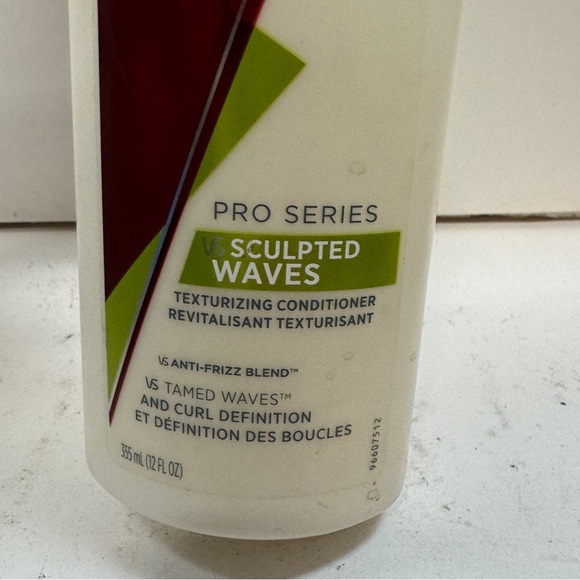 PRO SERIES
VS SCULPTED
WAVES
TEXTURIZING CONDITIONER
REVITALISANT TEXTURISANT
VS ANTI-FRIZZ BLEND™
VS TAMED WAVES™
AND CURL DEFINITION
ET DÉFINITION DES BOUCLES
355 mL (12 FL OZ)
96607512